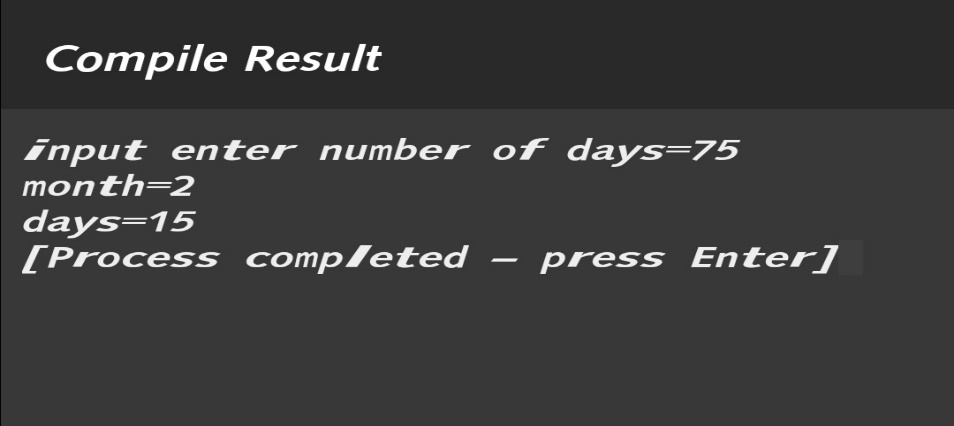 Compile Result
input enter number of days=75
month=2
days=15
[Process completed – press Enter]